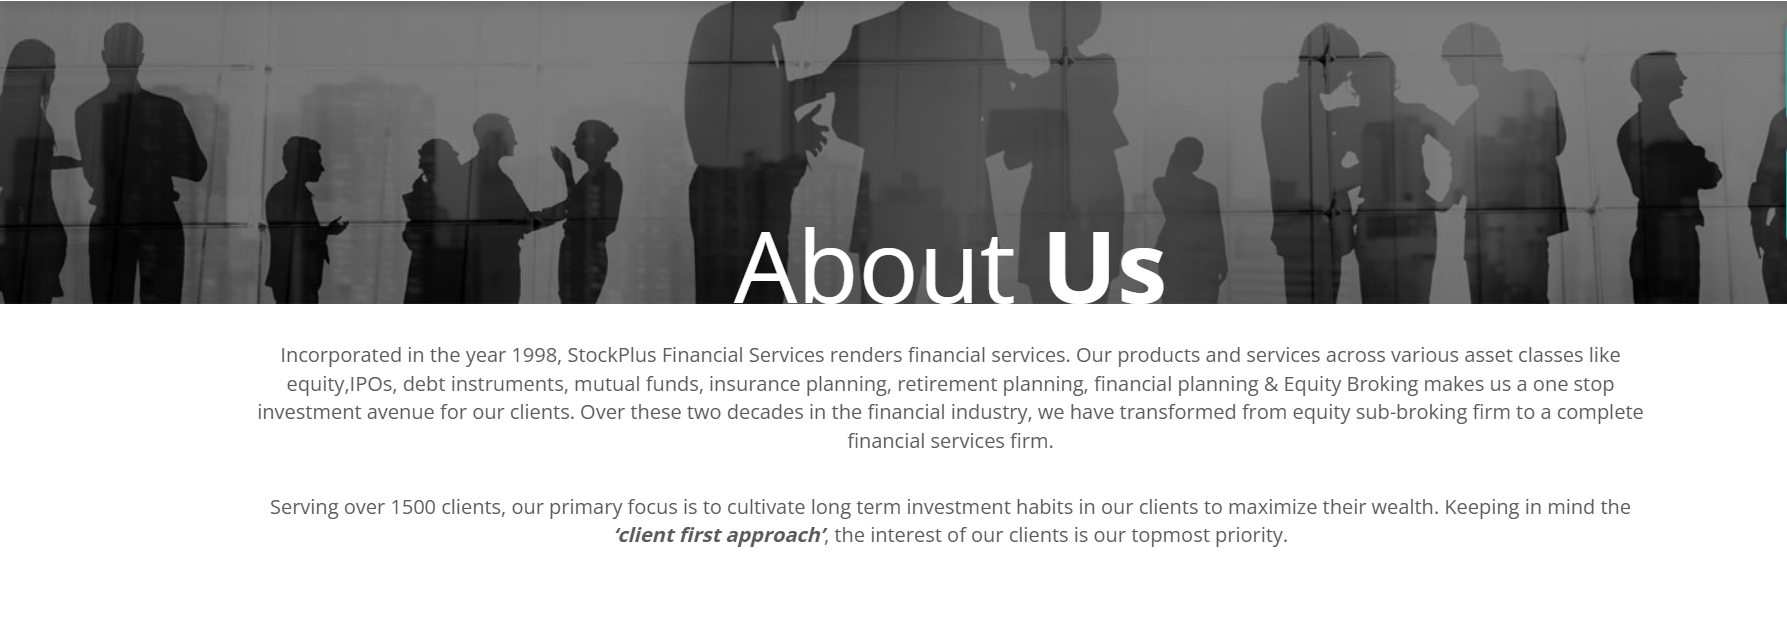 About Us
Incorporated in the year 1998, StockPlus Financial Services renders financial services. Our products and services across various asset classes like
equity,IPOs, debt instruments, mutual funds, insurance planning, retirement planning, financial planning & Equity Broking makes us a one stop
investment avenue for our clients. Over these two decades in the financial industry, we have transformed from equity sub-broking firm to a complete
financial services firm.
Serving over 1500 clients, our primary focus is to cultivate long term investment habits in our clients to maximize their wealth. Keeping in mind the
‘client first approach’, the interest of our clients is our topmost priority.